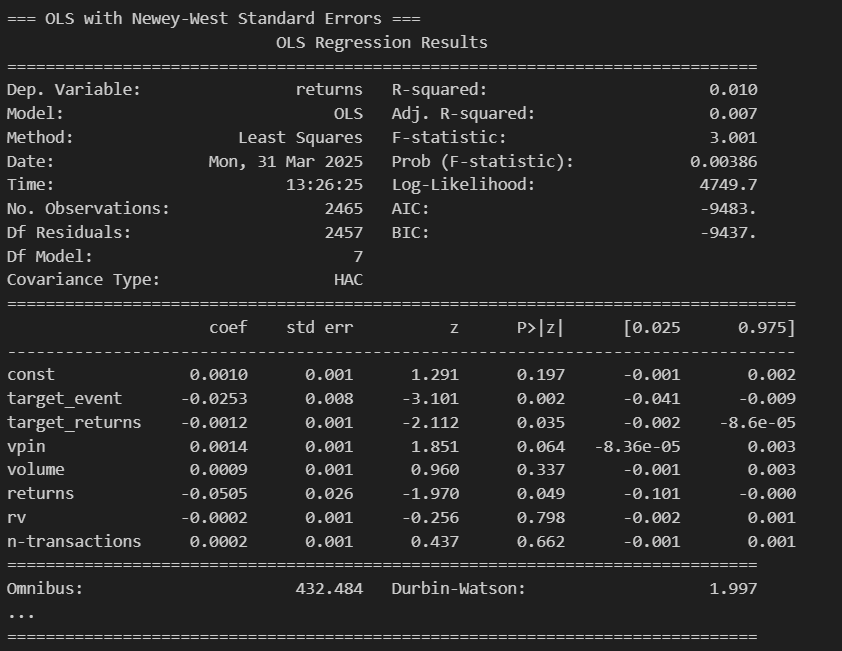 === OLS with Newey-West Standard Errors ===
                            OLS Regression Results
==============================================================================
Dep. Variable:                returns   R-squared:                       0.010
Model:                            OLS   Adj. R-squared:                  0.007
Method:                 Least Squares   F-statistic:                     3.001
Date:                Mon, 31 Mar 2025   Prob (F-statistic):            0.00386
Time:                        13:26:25   Log-Likelihood:                 4749.7
No. Observations:                2465   AIC:                            -9483.
Df Residuals:                    2457   BIC:                            -9437.
Df Model:                           7
Covariance Type:                  HAC
==================================================================================
                     coef    std err          z      P>|z|      [0.025      0.975]
----------------------------------------------------------------------------------
const              0.0010      0.001      1.291      0.197      -0.001       0.002
target_event      -0.0253      0.008     -3.101      0.002      -0.041      -0.009
target_returns    -0.0012      0.001     -2.112      0.035      -0.002    -8.6e-05
vpin               0.0014      0.001      1.851      0.064   -8.36e-05       0.003
volume             0.0009      0.001      0.960      0.337      -0.001       0.003
returns           -0.0505      0.026     -1.970      0.049      -0.101      -0.000
rv                -0.0002      0.001     -0.256      0.798      -0.002       0.001
n-transactions     0.0002      0.001      0.437      0.662      -0.001       0.001
==============================================================================
Omnibus:                      432.484   Durbin-Watson:                   1.997
...
==============================================================================